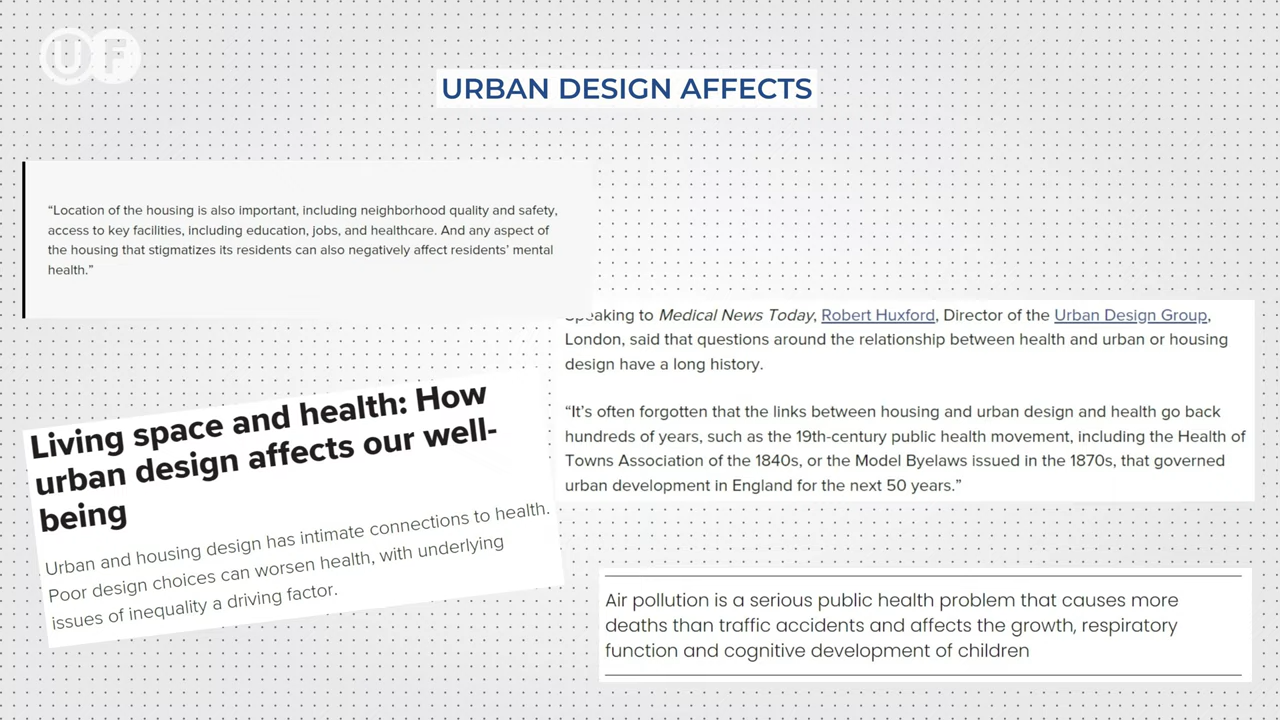 UF
URBAN DESIGN AFFECTS
“Location of the housing is also important, including neighborhood quality and safety,
access to key facilities, including education, jobs, and healthcare. And any aspect of
the housing that stigmatizes its residents can also negatively affect residents’ mental
health.”
Speaking to Medical News Today, Robert Huxford, Director of the Urban Design Group,
London, said that questions around the relationship between health and urban or housing
design have a long history.
“It’s often forgotten that the links between housing and urban design and health go back
hundreds of years, such as the 19th-century public health movement, including the Health of
Towns Association of the 1840s, or the Model Byelaws issued in the 1870s, that governed
urban development in England for the next 50 years.”
Living space and health: How
urban design affects our well-
being
Urban and housing design has intimate connections to health.
Poor design choices can worsen health, with underlying
issues of inequality a driving factor.
Air pollution is a serious public health problem that causes more
deaths than traffic accidents and affects the growth, respiratory
function and cognitive development of children